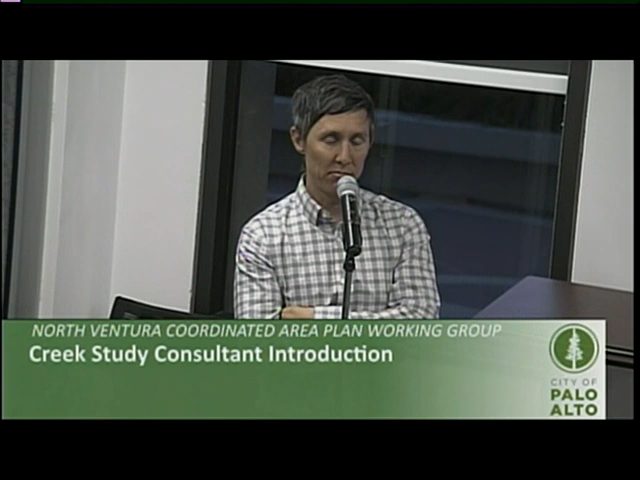 NORTH VENTURA COORDINATED AREA PLAN WORKING GROUP
Creek Study Consultant Introduction
CITY OF
PALO
ALTO